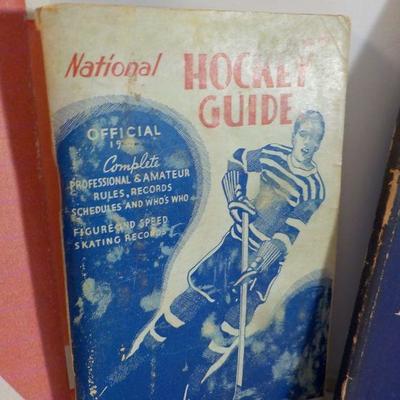 National HOCKEY
GUIDE
OFFICIAL
Complete
PROFESSIONAL & AMATEUR
RULES, RECORDS
SCHEDULES AND WHO'S WHO
FIGURE AND SPEED
SKATING RECORDS